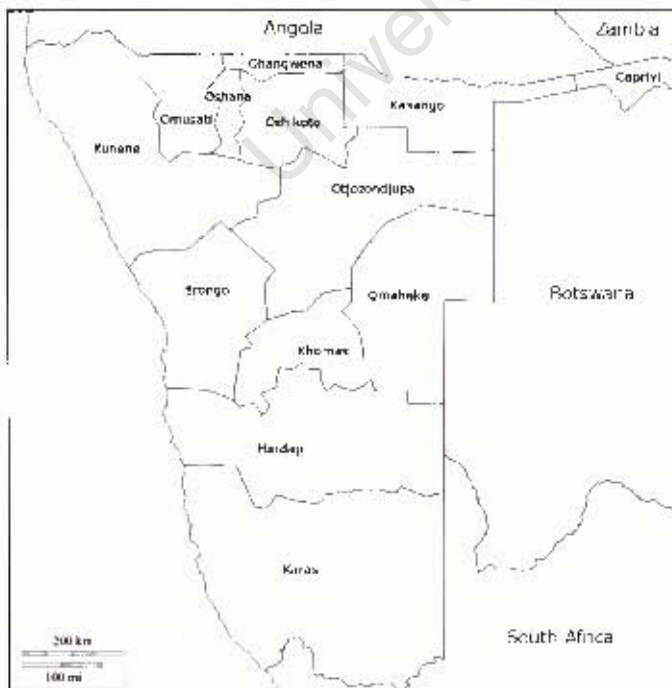 Univers
Angola
Zambia
Ohangwena
Caprivi
Oshana
Kavango
Omusati
Oshikoto
Kunene
Otjozondjupa
Erongo
Omaheke
Botswana
Khomas
Hardap
Karas
South Africa
200 km
100 mi